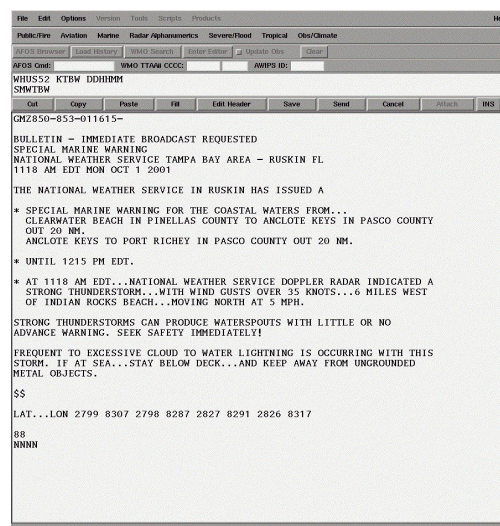 File Edit Options Version Tools Scripts Products He
Public/Fire Aviation Marine Radar Alphanumerics Severe/Flood Tropical Obs/Climate
AFOS Browser Load History WMO Search Enter Editor Update Obs Clear
AFOS Cmd: WMO TTAAii CCCC: AWIPS ID:
WHUS52 KTBW DDHHMM
SMWTBW
Cut Copy Paste Fill Edit Header Save Send Cancel Attach INS
GMZ850-853-011615-
BULLETIN - IMMEDIATE BROADCAST REQUESTED
SPECIAL MARINE WARNING
NATIONAL WEATHER SERVICE TAMPA BAY AREA - RUSKIN FL
1118 AM EDT MON OCT 1 2001
THE NATIONAL WEATHER SERVICE IN RUSKIN HAS ISSUED A
* SPECIAL MARINE WARNING FOR THE COASTAL WATERS FROM...
CLEARWATER BEACH IN PINELLAS COUNTY TO ANCLOTE KEYS IN PASCO COUNTY
OUT 20 NM.
ANCLOTE KEYS TO PORT RICHEY IN PASCO COUNTY OUT 20 NM.
* UNTIL 1215 PM EDT.
* AT 1118 AM EDT...NATIONAL WEATHER SERVICE DOPPLER RADAR INDICATED A
STRONG THUNDERSTORM...WITH WIND GUSTS OVER 35 KNOTS...6 MILES WEST
OF INDIAN ROCKS BEACH...MOVING NORTH AT 5 MPH.
STRONG THUNDERSTORMS CAN PRODUCE WATERSPOUTS WITH LITTLE OR NO
ADVANCE WARNING. SEEK SAFETY IMMEDIATELY!
FREQUENT TO EXCESSIVE CLOUD TO WATER LIGHTNING IS OCCURRING WITH THIS
STORM. IF AT SEA...STAY BELOW DECK...AND KEEP AWAY FROM UNGROUNDED
METAL OBJECTS.
$$
LAT...LON 2799 8307 2798 8287 2827 8291 2826 8317
88
NNNN